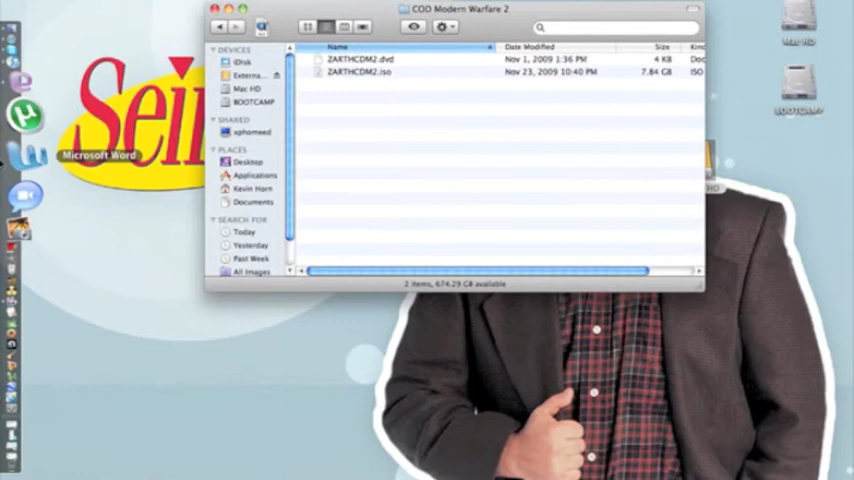 COD Modern Warfare 2
Name
Date Modified
Size
Kind
ZARTHCDM2.dvd
Nov 1, 2009 1:36 PM
4 KB
Doc
ZARTHCDM2.iso
Nov 23, 2009 10:40 PM
7.84 GB
ISO
DEVICES
iDisk
Externa...
Mac HD
BOOTCAMP
SHARED
xphomeed
PLACES
Desktop
Applications
Kevin Horn
Documents
SEARCH FOR
Today
Yesterday
Past Week
All Images
2 items, 674.29 GB available
Microsoft Word
Sein
Mac HD
BOOTCAMP
HD